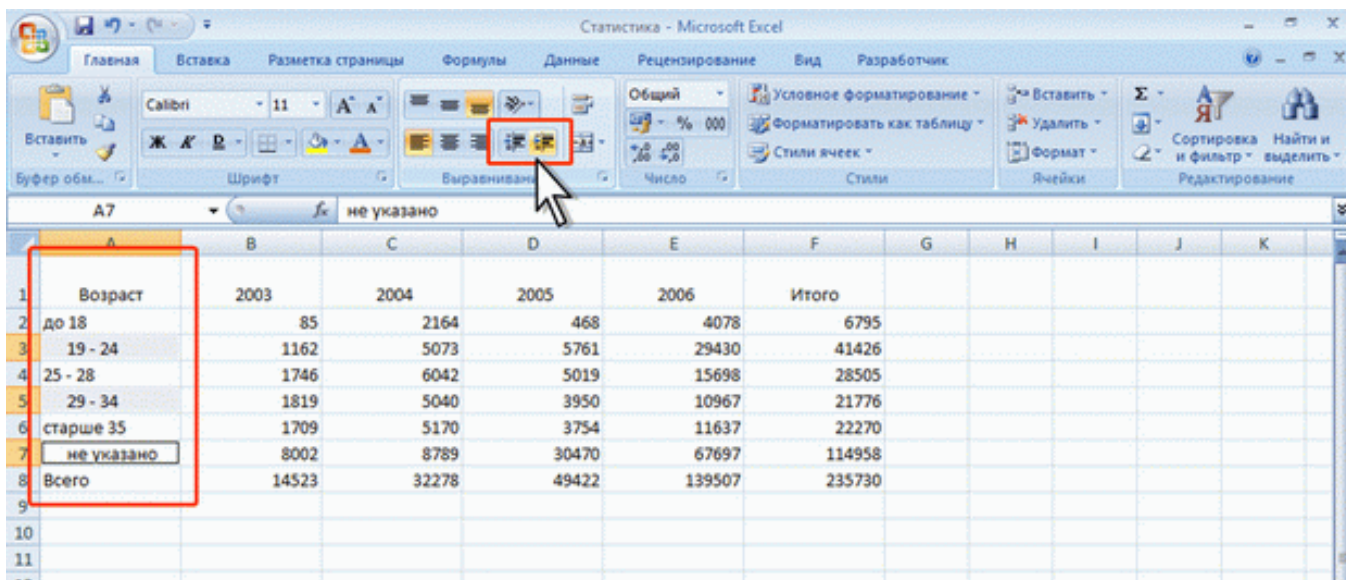 Статистика - Microsoft Excel
Главная Вставка Разметка страницы Формулы Данные Рецензирование Вид Разработчик
Вставить
Буфер обм...
Calibri 11 A A
Ж К Ч A
Шрифт
Выравнивани
Общий
% 000
Число
Условное форматирование
Форматировать как таблицу
Стили ячеек
Стили
Вставить
Удалить
Формат
Ячейки
Σ
Сортировка и фильтр
Найти и выделить
Редактирование
A7 fx не указано
A B C D E F G H I J K
1 Возраст 2003 2004 2005 2006 Итого
2 до 18 85 2164 468 4078 6795
3 19 - 24 1162 5073 5761 29430 41426
4 25 - 28 1746 6042 5019 15698 28505
5 29 - 34 1819 5040 3950 10967 21776
6 старше 35 1709 5170 3754 11637 22270
7 не указано 8002 8789 30470 67697 114958
8 Всего 14523 32278 49422 139507 235730
9
10
11